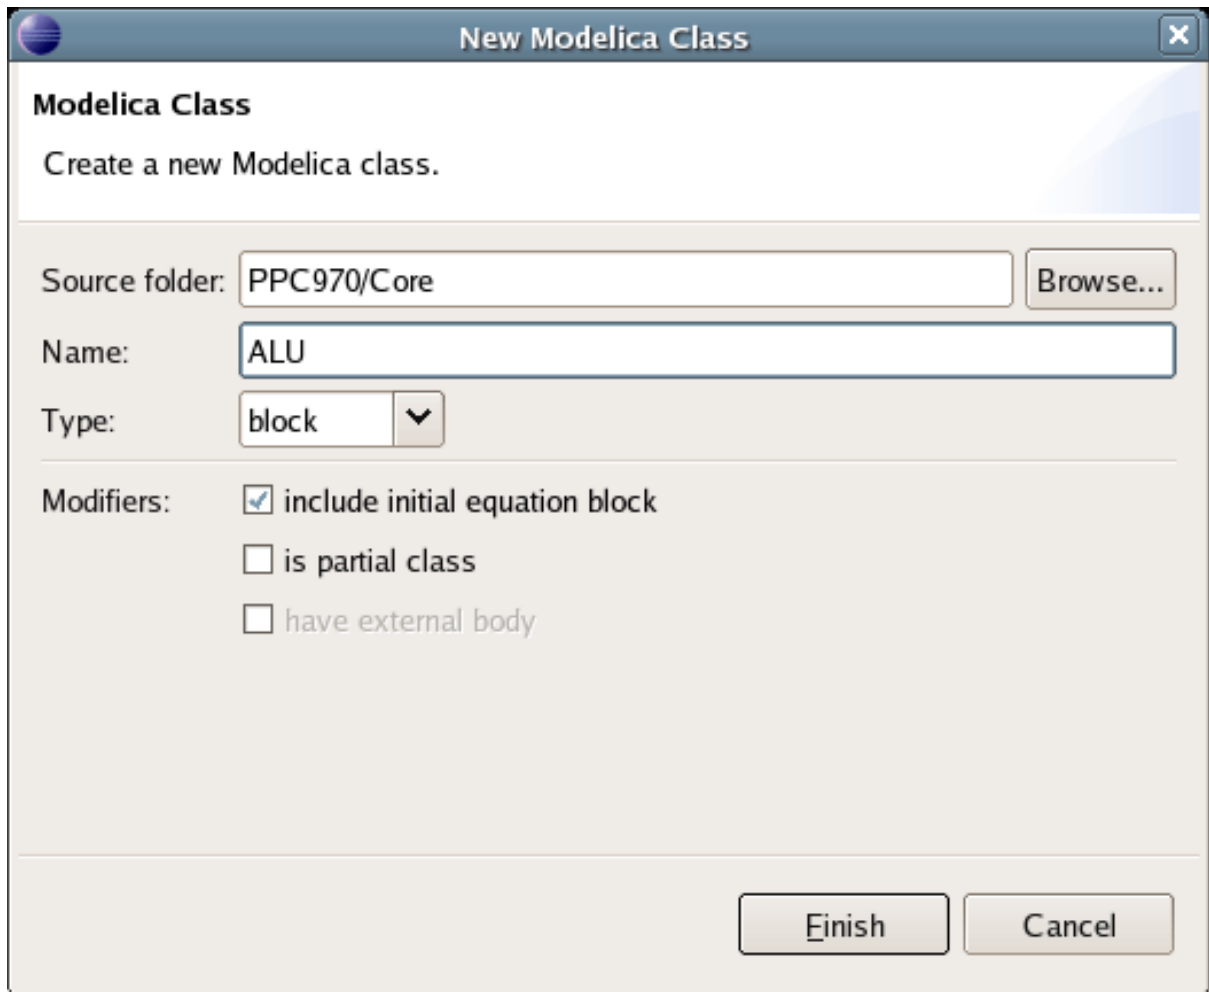 New Modelica Class
Modelica Class
Create a new Modelica class.
Source folder: PPC970/Core Browse...
Name: ALU
Type: block
Modifiers: include initial equation block
is partial class
have external body
Finish Cancel